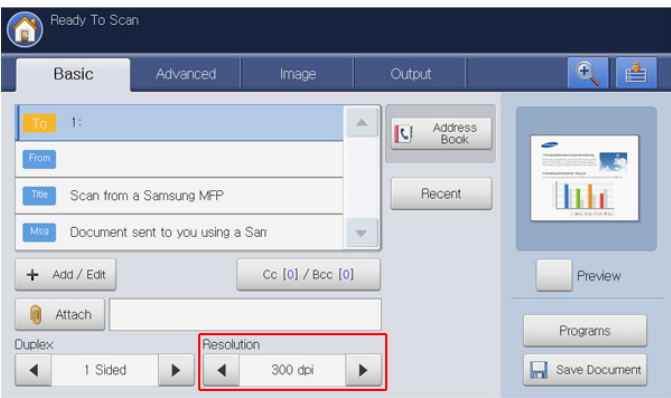 Ready To Scan
Basic
Advanced
Image
Output
To
1:
From
Title
Scan from a Samsung MFP
Msg
Document sent to you using a
Address
Book
Recent
+ Add / Edit
Cc [0] / Bcc [0]
Attach
Duplex
1 Sided
Resolution
300 dpi
Preview
Programs
Save Document